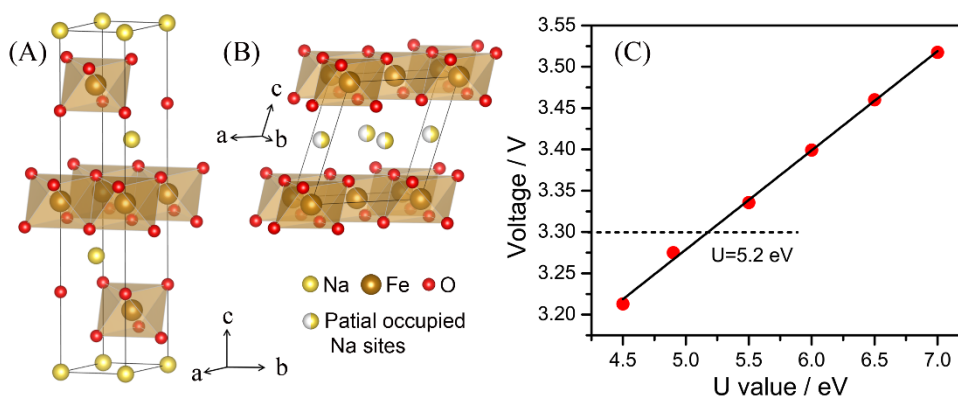 (A)
c
a
b
(B)
c
a
b
Na
Fe
O
Patial occupied
Na sites
(C)
Voltage / V
3.55
3.50
3.45
3.40
3.35
3.30
3.25
3.20
U=5.2 eV
4.5 5.0 5.5 6.0 6.5 7.0
U value / eV